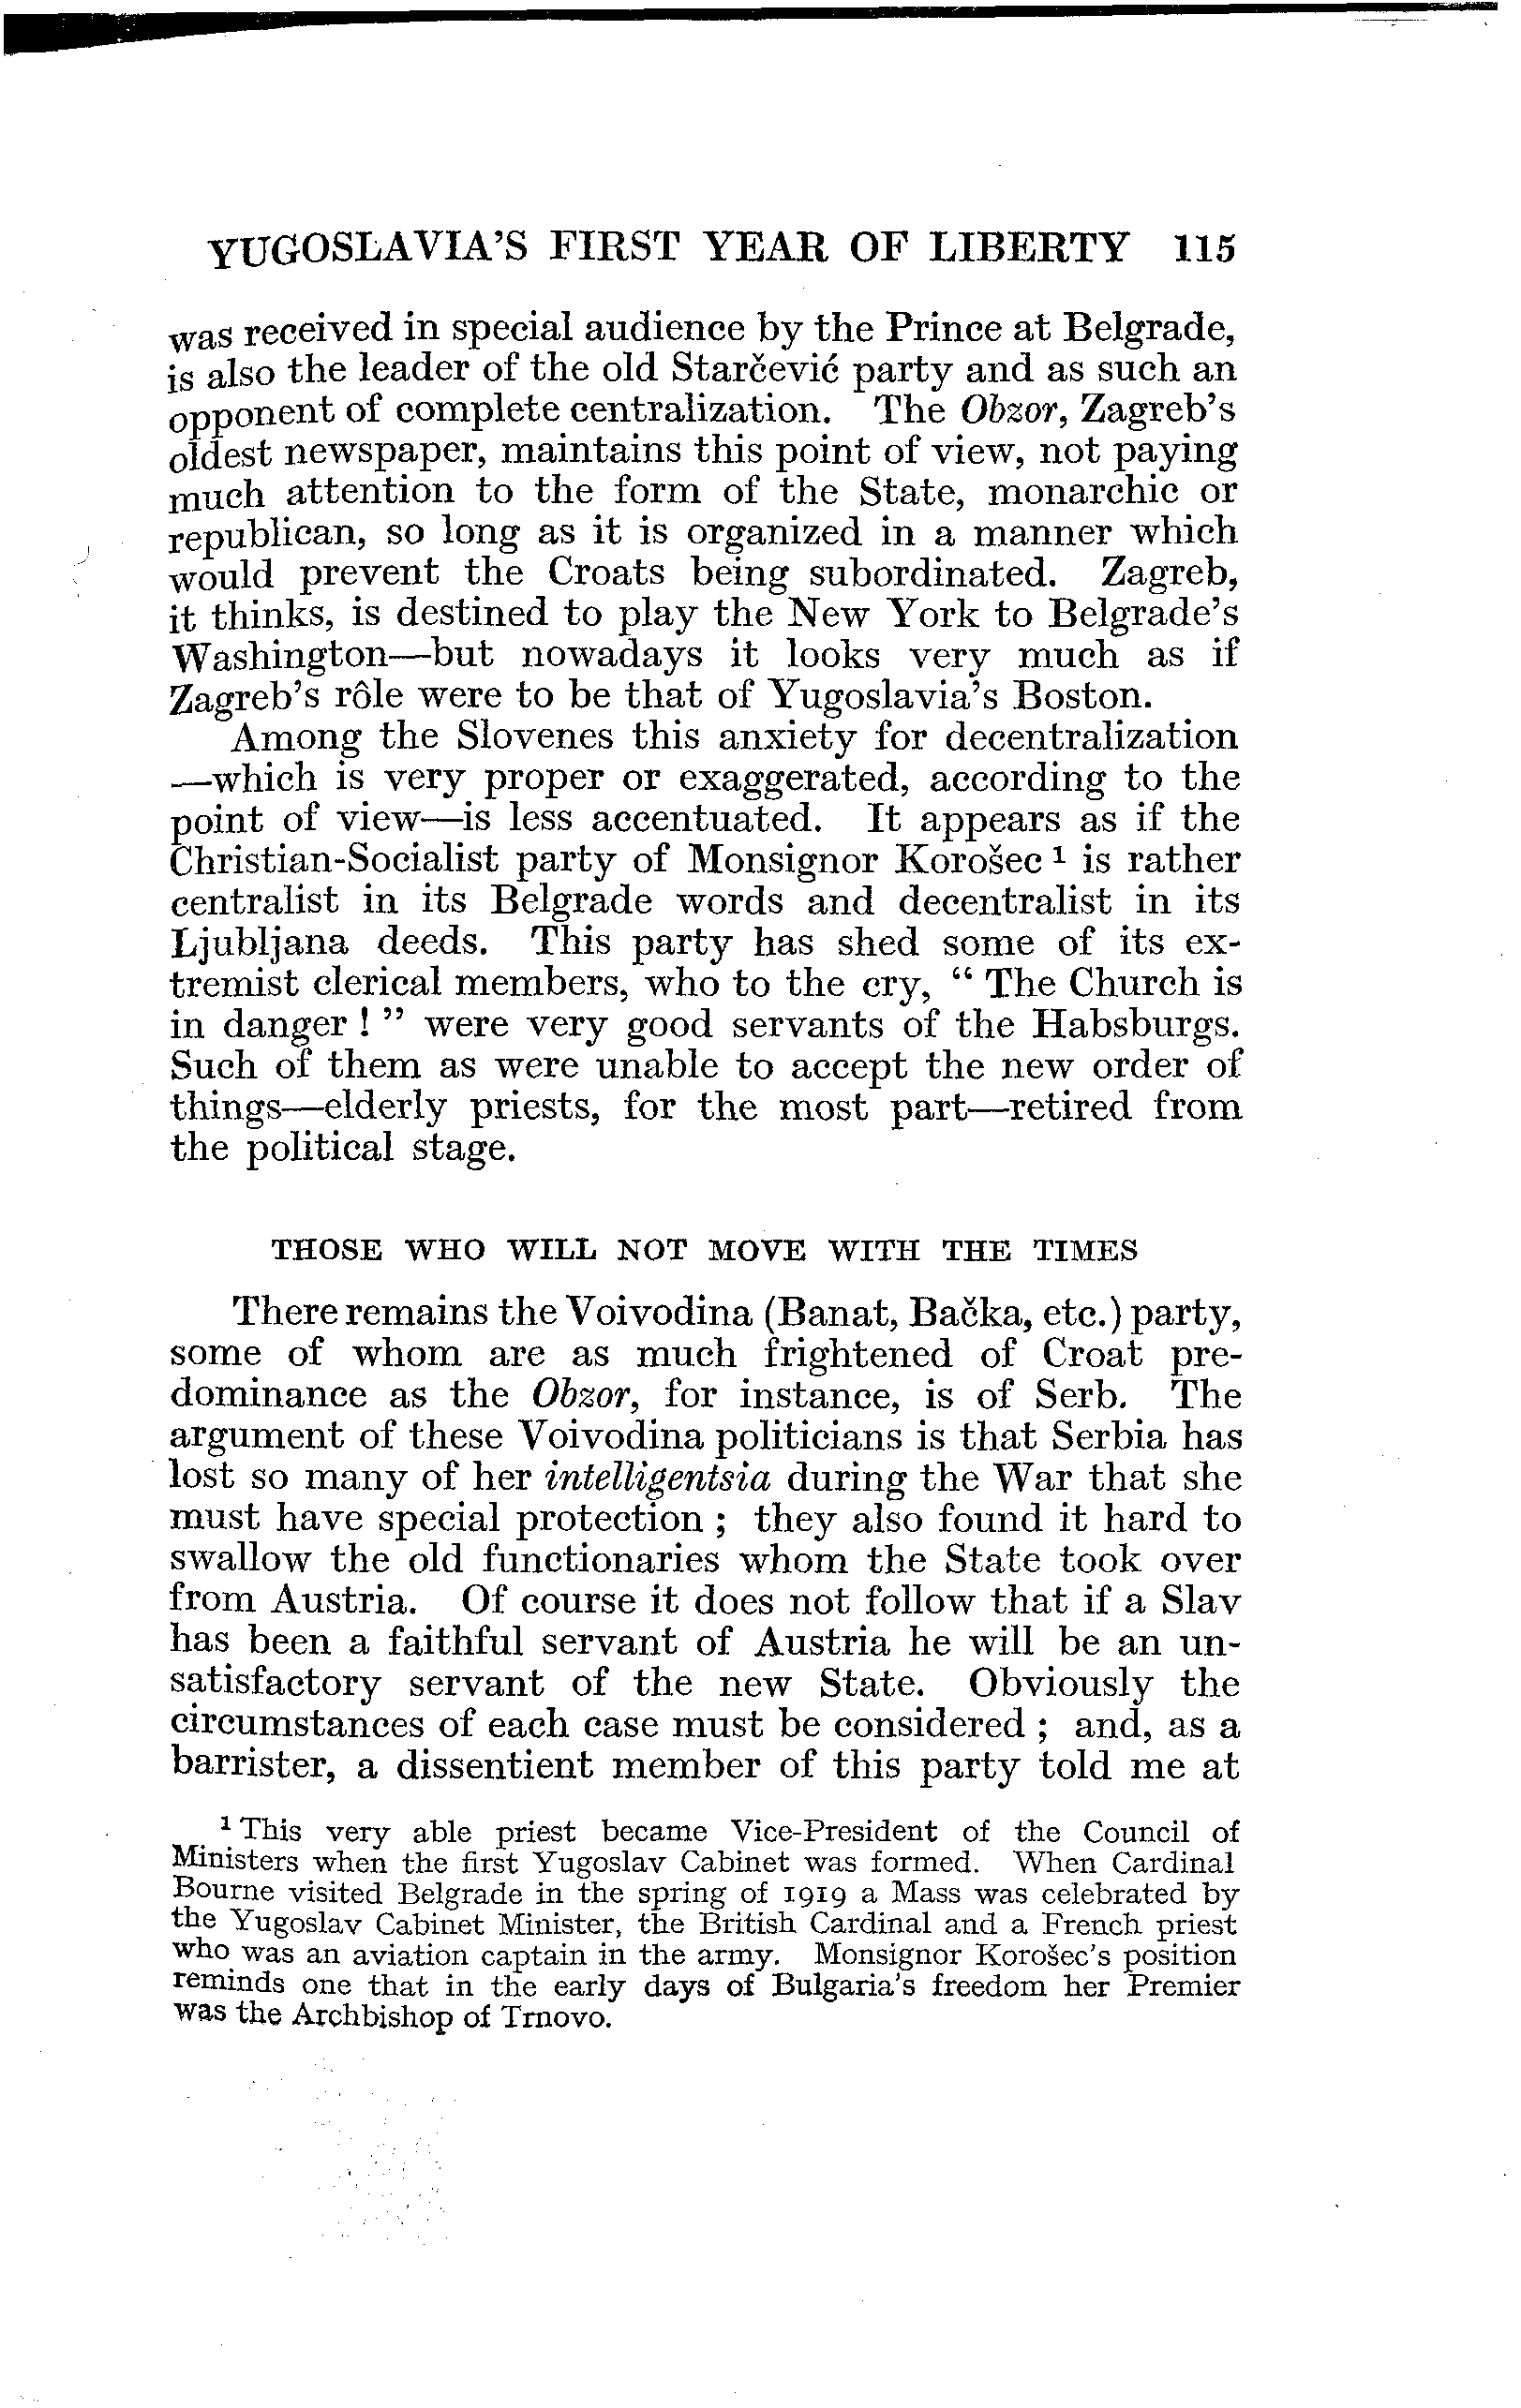 YUGOSLAVIA'S FIRST YEAR OF LIBERTY 115
was received in special audience by the Prince at Belgrade,
is also the leader of the old Starčević party and as such an
opponent of complete centralization. The Obzor, Zagreb's
oldest newspaper, maintains this point of view, not paying
much attention to the form of the State, monarchic or
republican, so long as it is organized in a manner which
would prevent the Croats being subordinated. Zagreb,
it thinks, is destined to play the New York to Belgrade's
Washington—but nowadays it looks very much as if
Zagreb's rôle were to be that of Yugoslavia's Boston.
Among the Slovenes this anxiety for decentralization
—which is very proper or exaggerated, according to the
point of view—is less accentuated. It appears as if the
Christian-Socialist party of Monsignor Korošec ¹ is rather
centralist in its Belgrade words and decentralist in its
Ljubljana deeds. This party has shed some of its ex-
tremist clerical members, who to the cry, “ The Church is
in danger ! ” were very good servants of the Habsburgs.
Such of them as were unable to accept the new order of
things—elderly priests, for the most part—retired from
the political stage.
THOSE WHO WILL NOT MOVE WITH THE TIMES
There remains the Voivodina (Banat, Bačka, etc.) party,
some of whom are as much frightened of Croat pre-
dominance as the Obzor, for instance, is of Serb. The
argument of these Voivodina politicians is that Serbia has
lost so many of her intelligentsia during the War that she
must have special protection ; they also found it hard to
swallow the old functionaries whom the State took over
from Austria. Of course it does not follow that if a Slav
has been a faithful servant of Austria he will be an un-
satisfactory servant of the new State. Obviously the
circumstances of each case must be considered ; and, as a
barrister, a dissentient member of this party told me at
¹ This very able priest became Vice-President of the Council of
Ministers when the first Yugoslav Cabinet was formed. When Cardinal
Bourne visited Belgrade in the spring of 1919 a Mass was celebrated by
the Yugoslav Cabinet Minister, the British Cardinal and a French priest
who was an aviation captain in the army. Monsignor Korošec's position
reminds one that in the early days of Bulgaria's freedom her Premier
was the Archbishop of Trnovo.